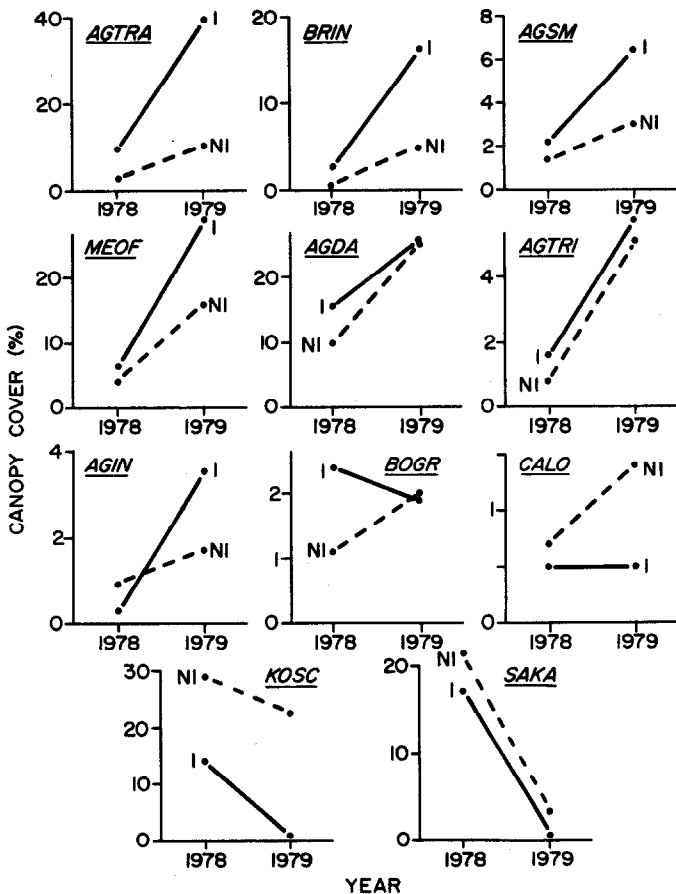 AGTRA
40
20
0
I
NI
1978
1979
BRIN
20
10
0
I
NI
1978
1979
AGSM
8
6
4
2
0
I
NI
1978
1979
MEOF
20
10
0
NI
1978
1979
AGDA
20
10
0
I
NI
1978
1979
AGTRI
4
2
0
I
NI
1978
1979
AGIN
4
2
0
I
NI
1978
1979
BOGR
2
1
0
I
NI
1978
1979
CALO
1
0
NI
I
1978
1979
KOSC
30
20
10
0
NI
I
1978
1979
SAKA
20
10
0
NI
I
1978
1979
CANOPY COVER (%)
YEAR